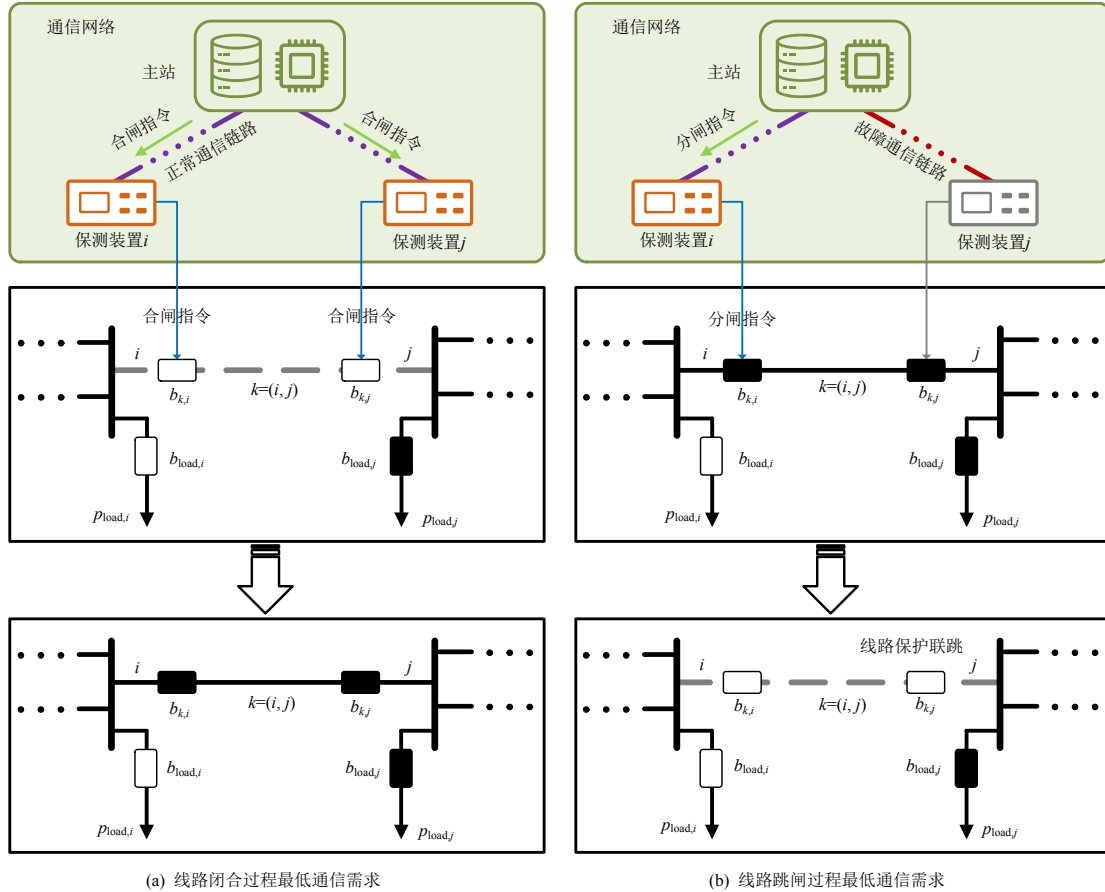 通信网络
主站
合闸指令
合闸指令
正常通信链路
保测装置i
保测装置j
合闸指令
合闸指令
i
j
b_{k,i}
k=(i, j)
b_{k,j}
b_{load,i}
b_{load,j}
p_{load,i}
p_{load,j}
i
j
b_{k,i}
k=(i, j)
b_{k,j}
b_{load,i}
b_{load,j}
p_{load,i}
p_{load,j}
(a) 线路闭合过程最低通信需求
通信网络
主站
分闸指令
故障通信链路
保测装置i
保测装置j
分闸指令
i
j
b_{k,i}
k=(i, j)
b_{k,j}
b_{load,i}
b_{load,j}
p_{load,i}
p_{load,j}
线路保护联跳
i
j
b_{k,i}
k=(i, j)
b_{k,j}
b_{load,i}
b_{load,j}
p_{load,i}
p_{load,j}
(b) 线路跳闸过程最低通信需求